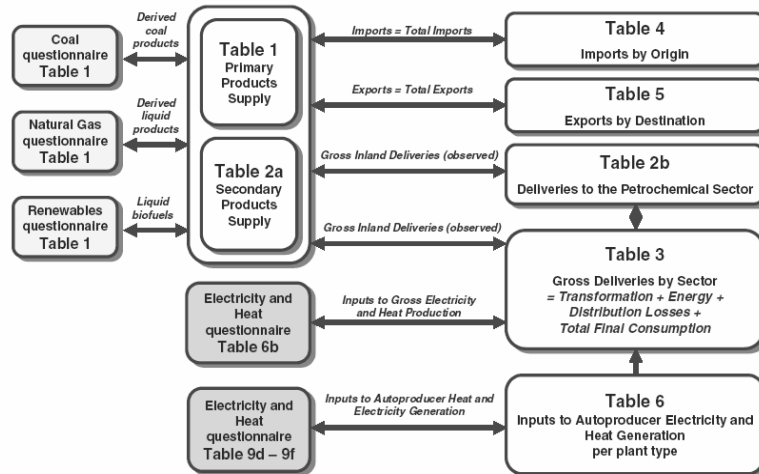 Coal
questionnaire
Table 1
Derived
coal
products
Natural Gas
questionnaire
Table 1
Derived
liquid
products
Renewables
questionnaire
Table 1
Liquid
biofuels
Table 1
Primary
Products
Supply
Table 2a
Secondary
Products
Supply
Imports = Total Imports
Table 4
Imports by Origin
Exports = Total Exports
Table 5
Exports by Destination
Gross Inland Deliveries (observed)
Table 2b
Deliveries to the Petrochemical Sector
Gross Inland Deliveries (observed)
Table 3
Gross Deliveries by Sector
= Transformation + Energy +
Distribution Losses +
Total Final Consumption
Electricity and
Heat
questionnaire
Table 6b
Inputs to Gross Electricity
and Heat Production
Electricity and
Heat
questionnaire
Table 9d – 9f
Inputs to Autoproducer Heat and
Electricity Generation
Table 6
Inputs to Autoproducer Electricity and
Heat Generation
per plant type